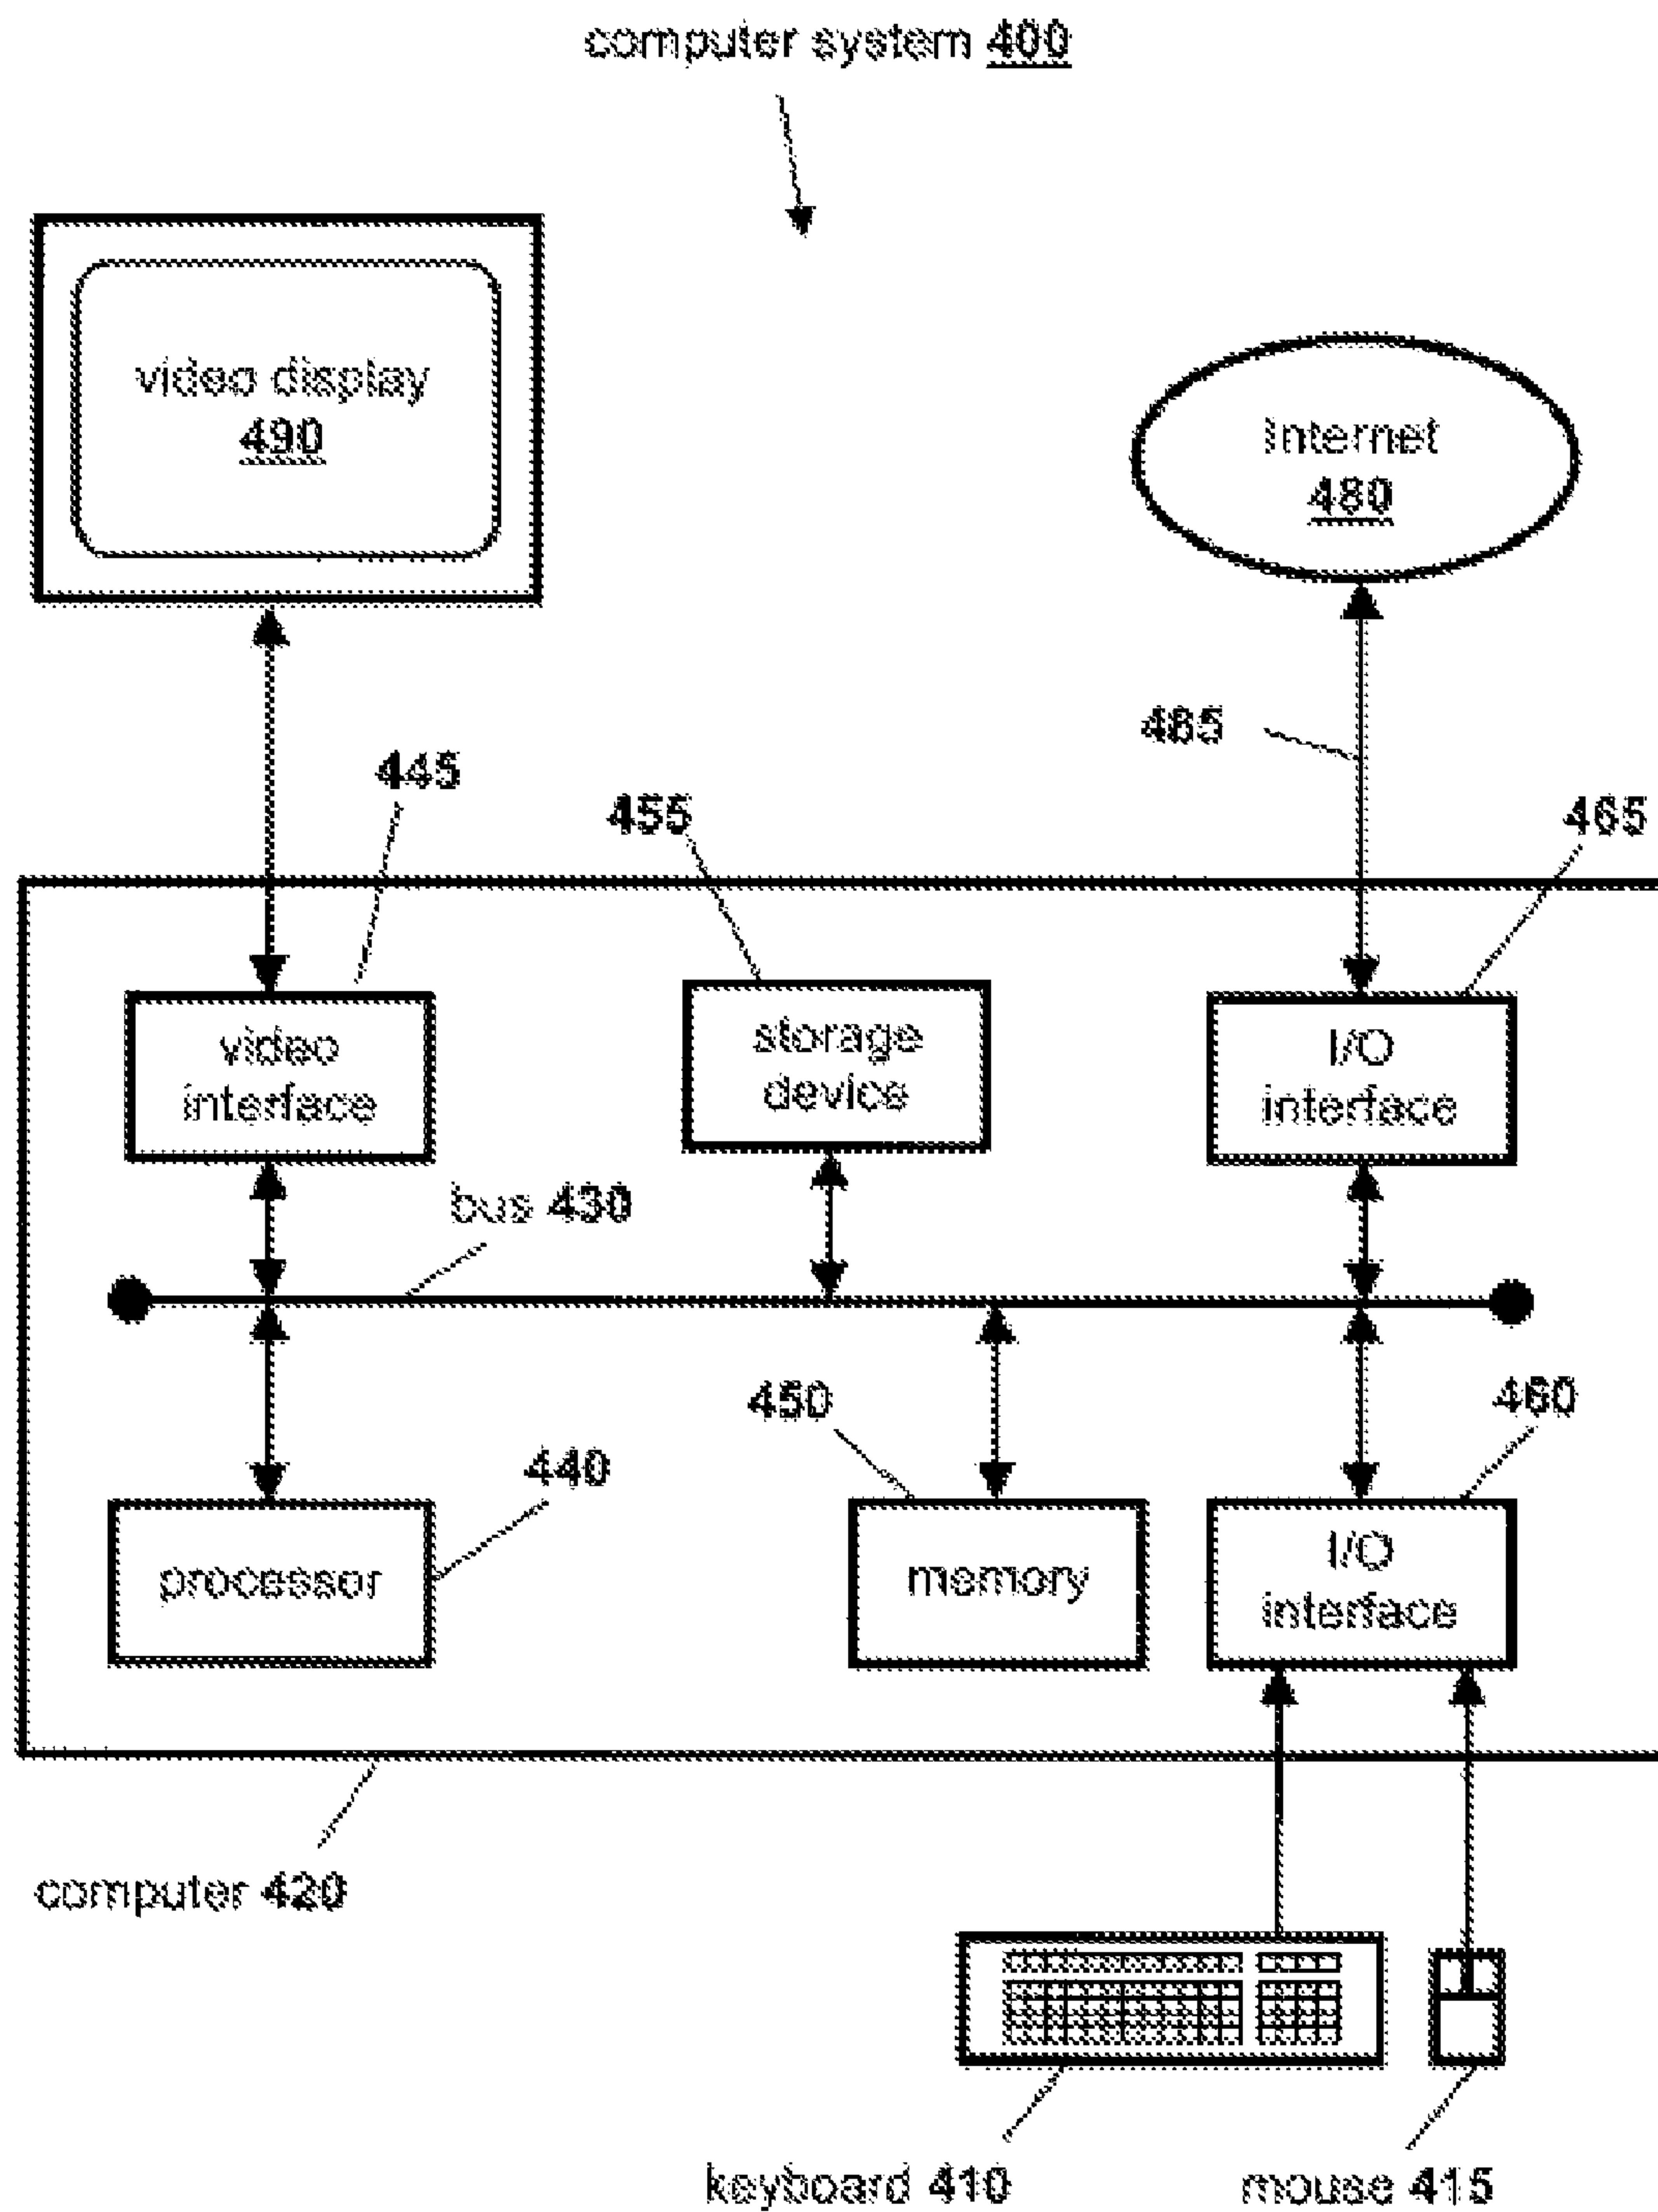 computer system 400
video display
490
Internet
480
485
445
455
465
video
interface
storage
device
I/O
interface
bus 430
450
460
440
processor
memory
I/O
interface
computer 420
keyboard 410
mouse 415